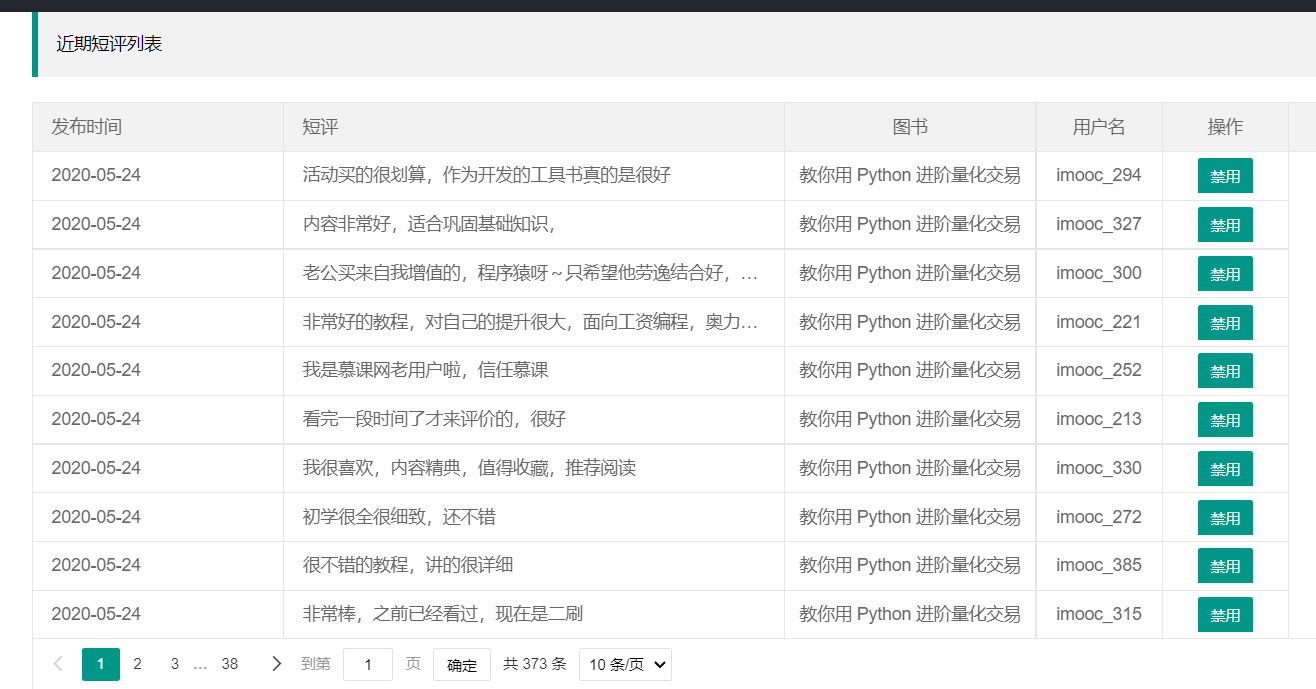 近期短评列表
发布时间 短评 图书 用户名 操作
2020-05-24 活动买的很划算，作为开发的工具书真的是很好 教你用 Python 进阶量化交易 imooc_294 禁用
2020-05-24 内容非常好，适合巩固基础知识， 教你用 Python 进阶量化交易 imooc_327 禁用
2020-05-24 老公买来自我增值的，程序猿呀～只希望他劳逸结合好，… 教你用 Python 进阶量化交易 imooc_300 禁用
2020-05-24 非常好的教程，对自己的提升很大，面向工资编程，奥力… 教你用 Python 进阶量化交易 imooc_221 禁用
2020-05-24 我是慕课网老用户啦，信任慕课 教你用 Python 进阶量化交易 imooc_252 禁用
2020-05-24 看完一段时间了才来评价的，很好 教你用 Python 进阶量化交易 imooc_213 禁用
2020-05-24 我很喜欢，内容精典，值得收藏，推荐阅读 教你用 Python 进阶量化交易 imooc_330 禁用
2020-05-24 初学很全很细致，还不错 教你用 Python 进阶量化交易 imooc_272 禁用
2020-05-24 很不错的教程，讲的很详细 教你用 Python 进阶量化交易 imooc_385 禁用
2020-05-24 非常棒，之前已经看过，现在是二刷 教你用 Python 进阶量化交易 imooc_315 禁用
1 2 3 … 38 到第 1 页 确定 共 373 条 10 条/页